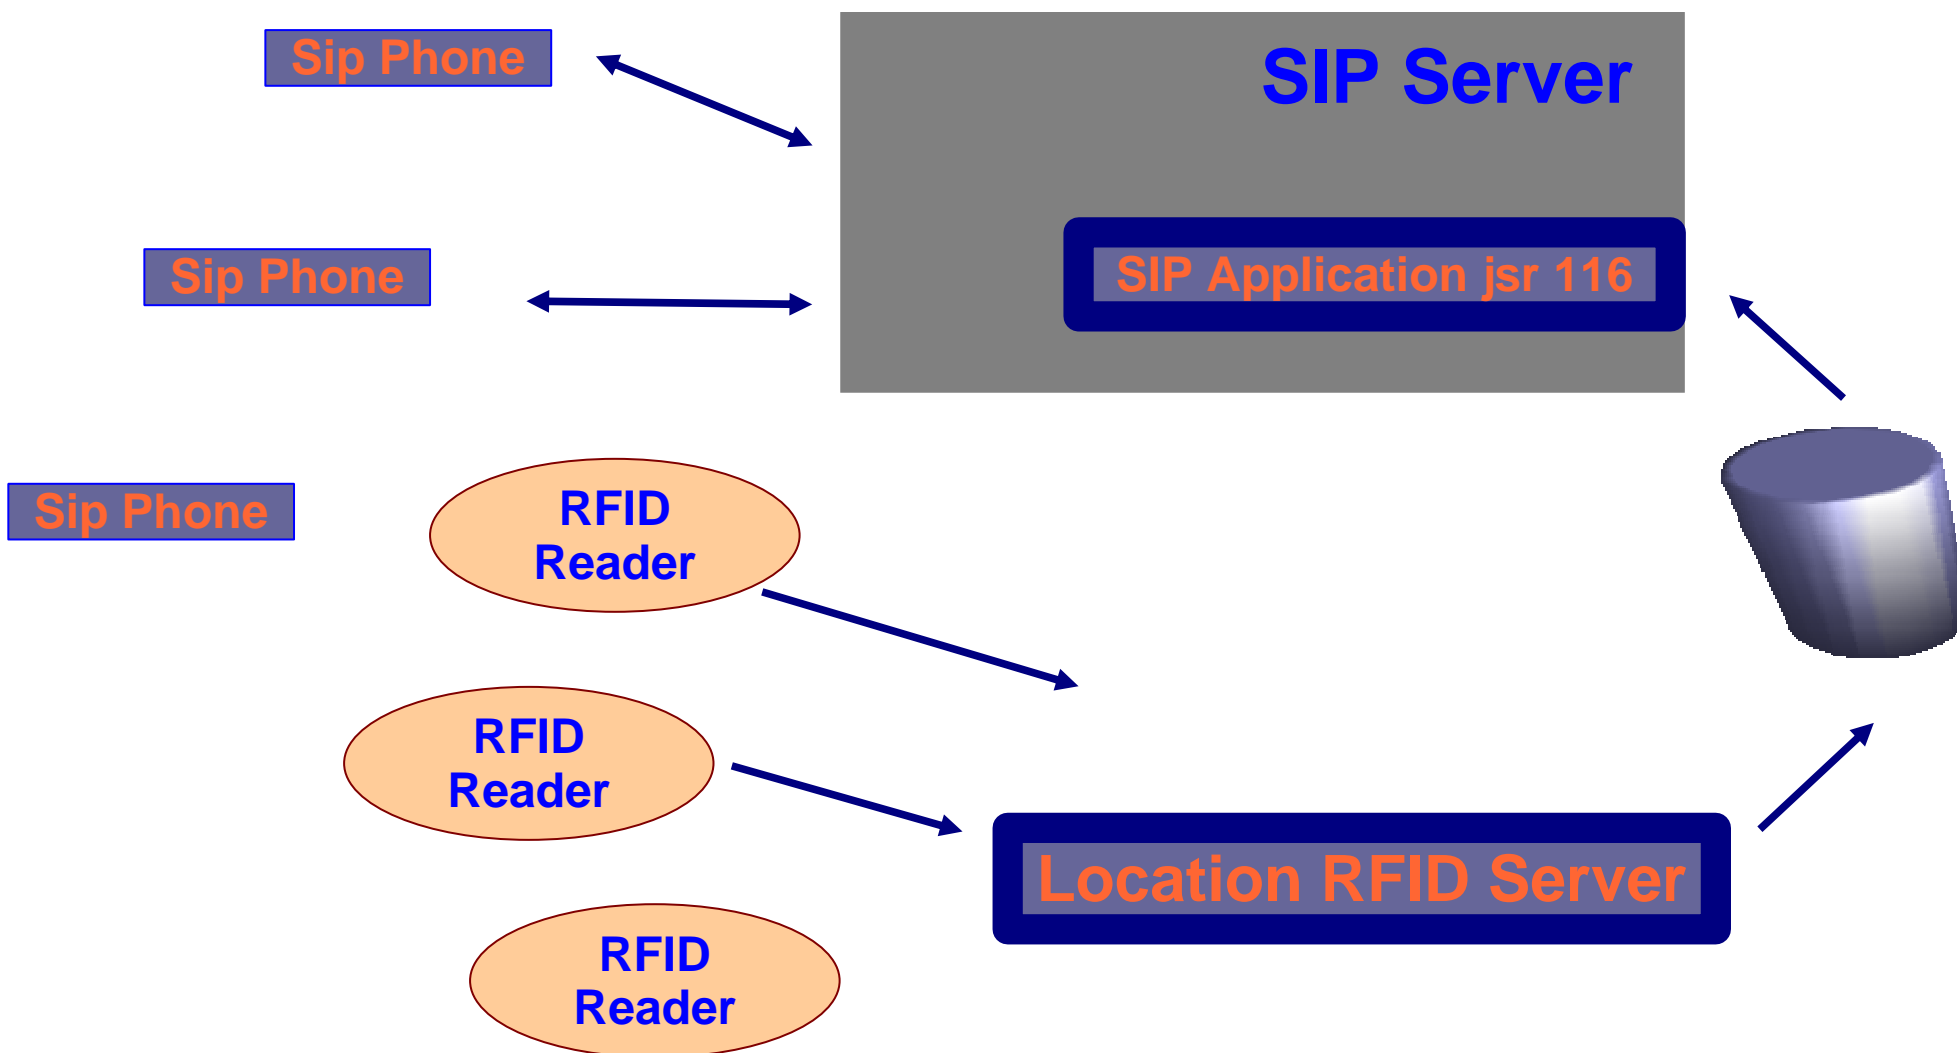 Sip Phone
SIP Server
Sip Phone
SIP Application jsr 116
Sip Phone
RFID
Reader
RFID
Reader
Location RFID Server
RFID
Reader